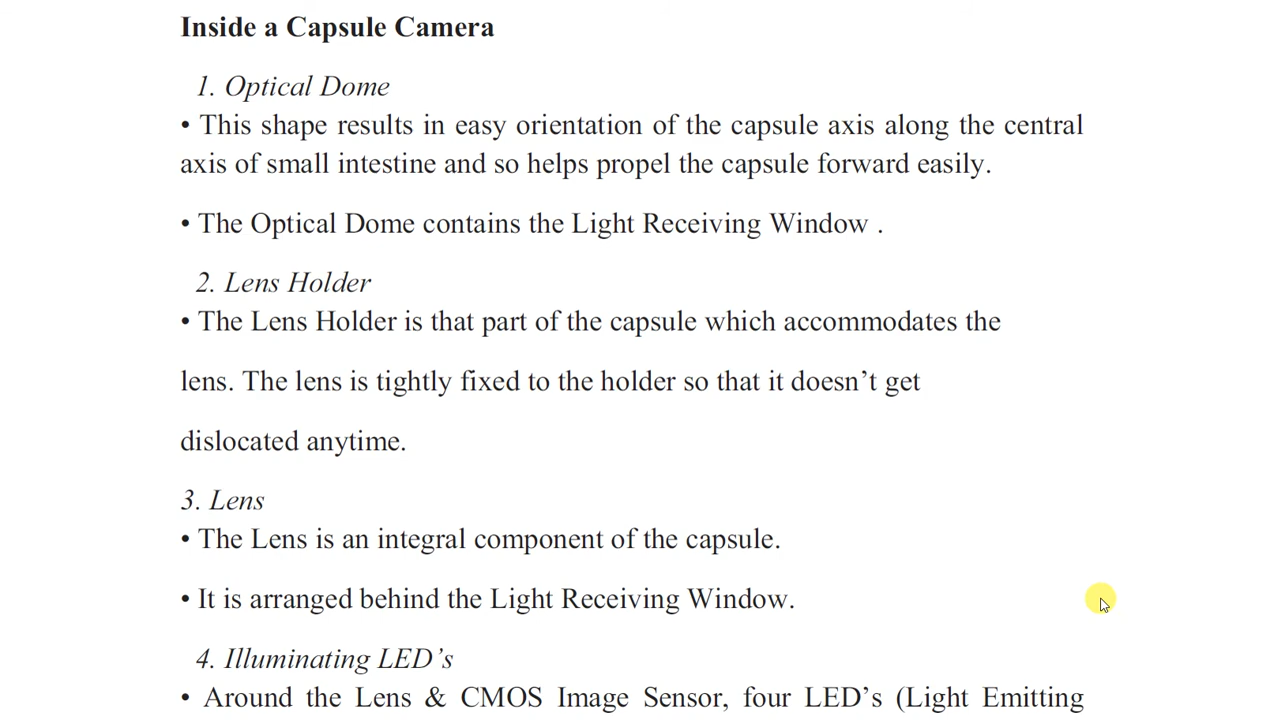 Inside a Capsule Camera
1. Optical Dome
• This shape results in easy orientation of the capsule axis along the central
axis of small intestine and so helps propel the capsule forward easily.
• The Optical Dome contains the Light Receiving Window .
2. Lens Holder
• The Lens Holder is that part of the capsule which accommodates the
lens. The lens is tightly fixed to the holder so that it doesn’t get
dislocated anytime.
3. Lens
• The Lens is an integral component of the capsule.
• It is arranged behind the Light Receiving Window.
4. Illuminating LED’s
• Around the Lens & CMOS Image Sensor, four LED’s (Light Emitting